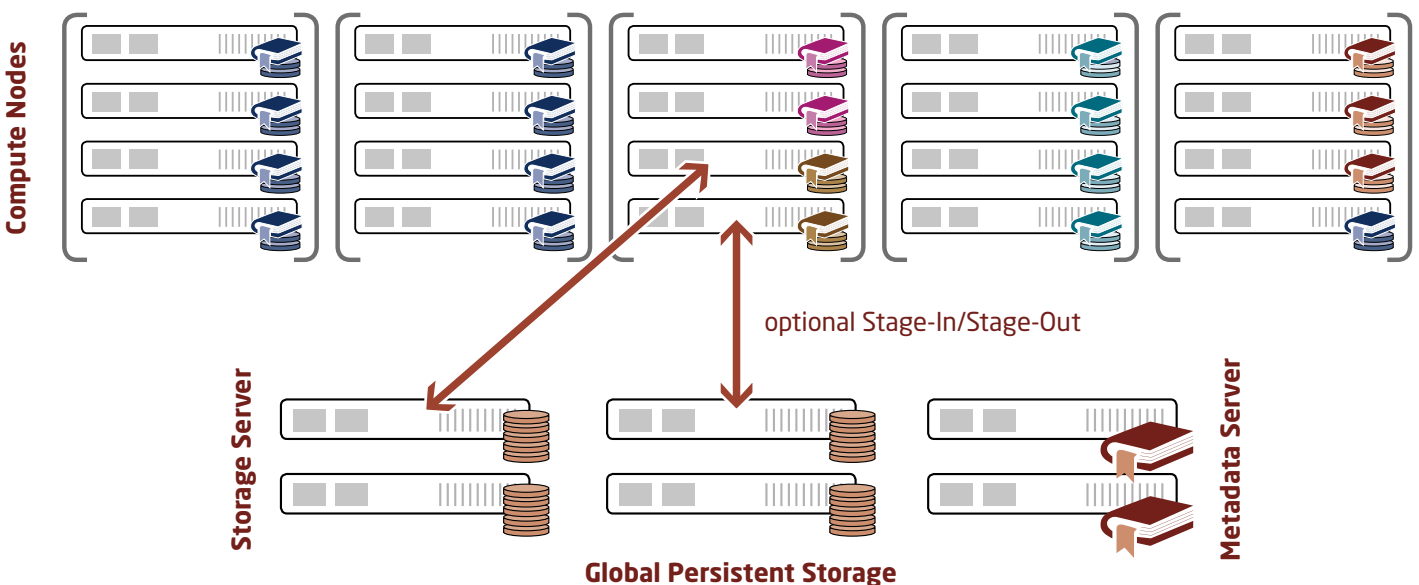 Compute Nodes
optional Stage-In/Stage-Out
Storage Server
Metadata Server
Global Persistent Storage